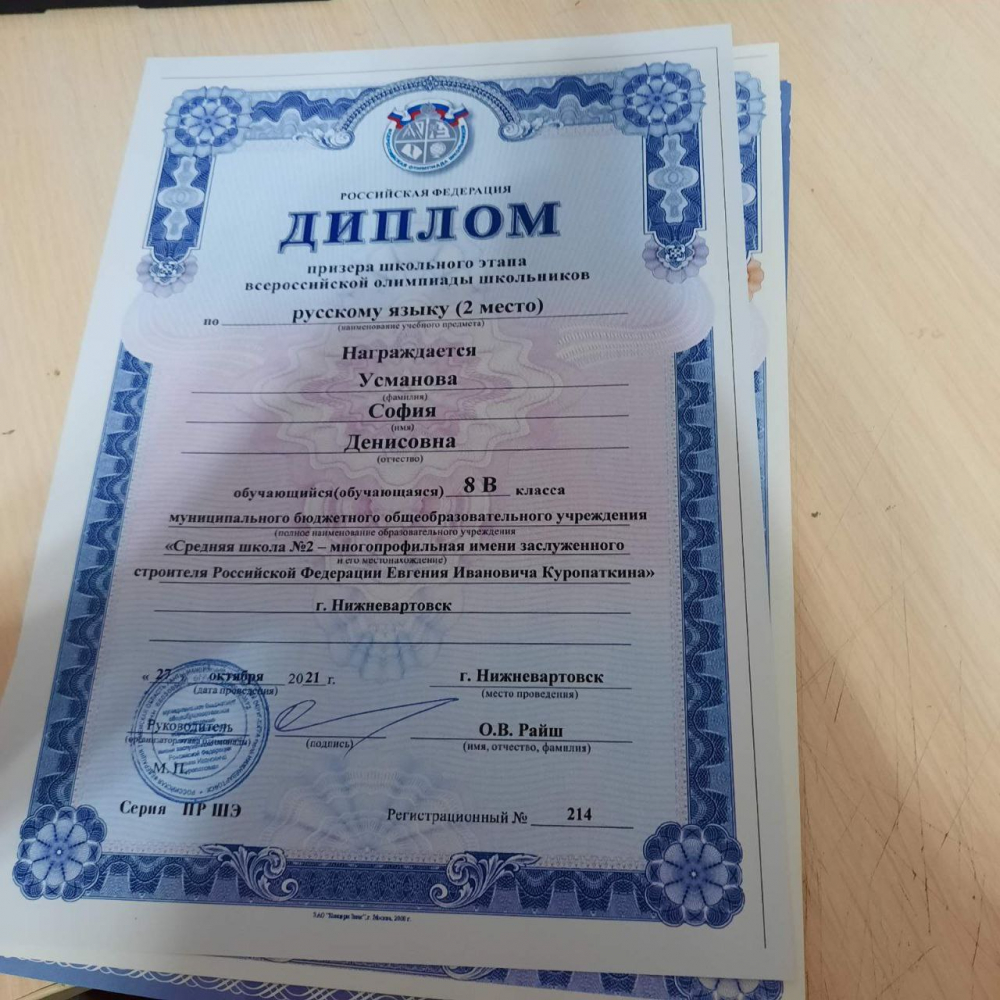 РОССИЙСКАЯ ФЕДЕРАЦИЯ
ДИПЛОМ
призера школьного этапа
всероссийской олимпиады школьников
по русскому языку (2 место)
(наименование учебного предмета)
Награждается
Усманова
(фамилия)
София
(имя)
Денисовна
(отчество)
обучающийся(обучающаяся) 8 В класса
муниципального бюджетного общеобразовательного учреждения
(полное наименование образовательного учреждения
«Средняя школа №2 – многопрофильная имени заслуженного
и его местонахождение)
строителя Российской Федерации Евгения Ивановича Куропаткина»
г. Нижневартовск
« 27 » октября 2021 г. г. Нижневартовск
(дата проведения) (место проведения)
Руководитель О.В. Райш
(подпись) (имя, отчество, фамилия)
М. П.
Серия ПР ШЭ Регистрационный № 214